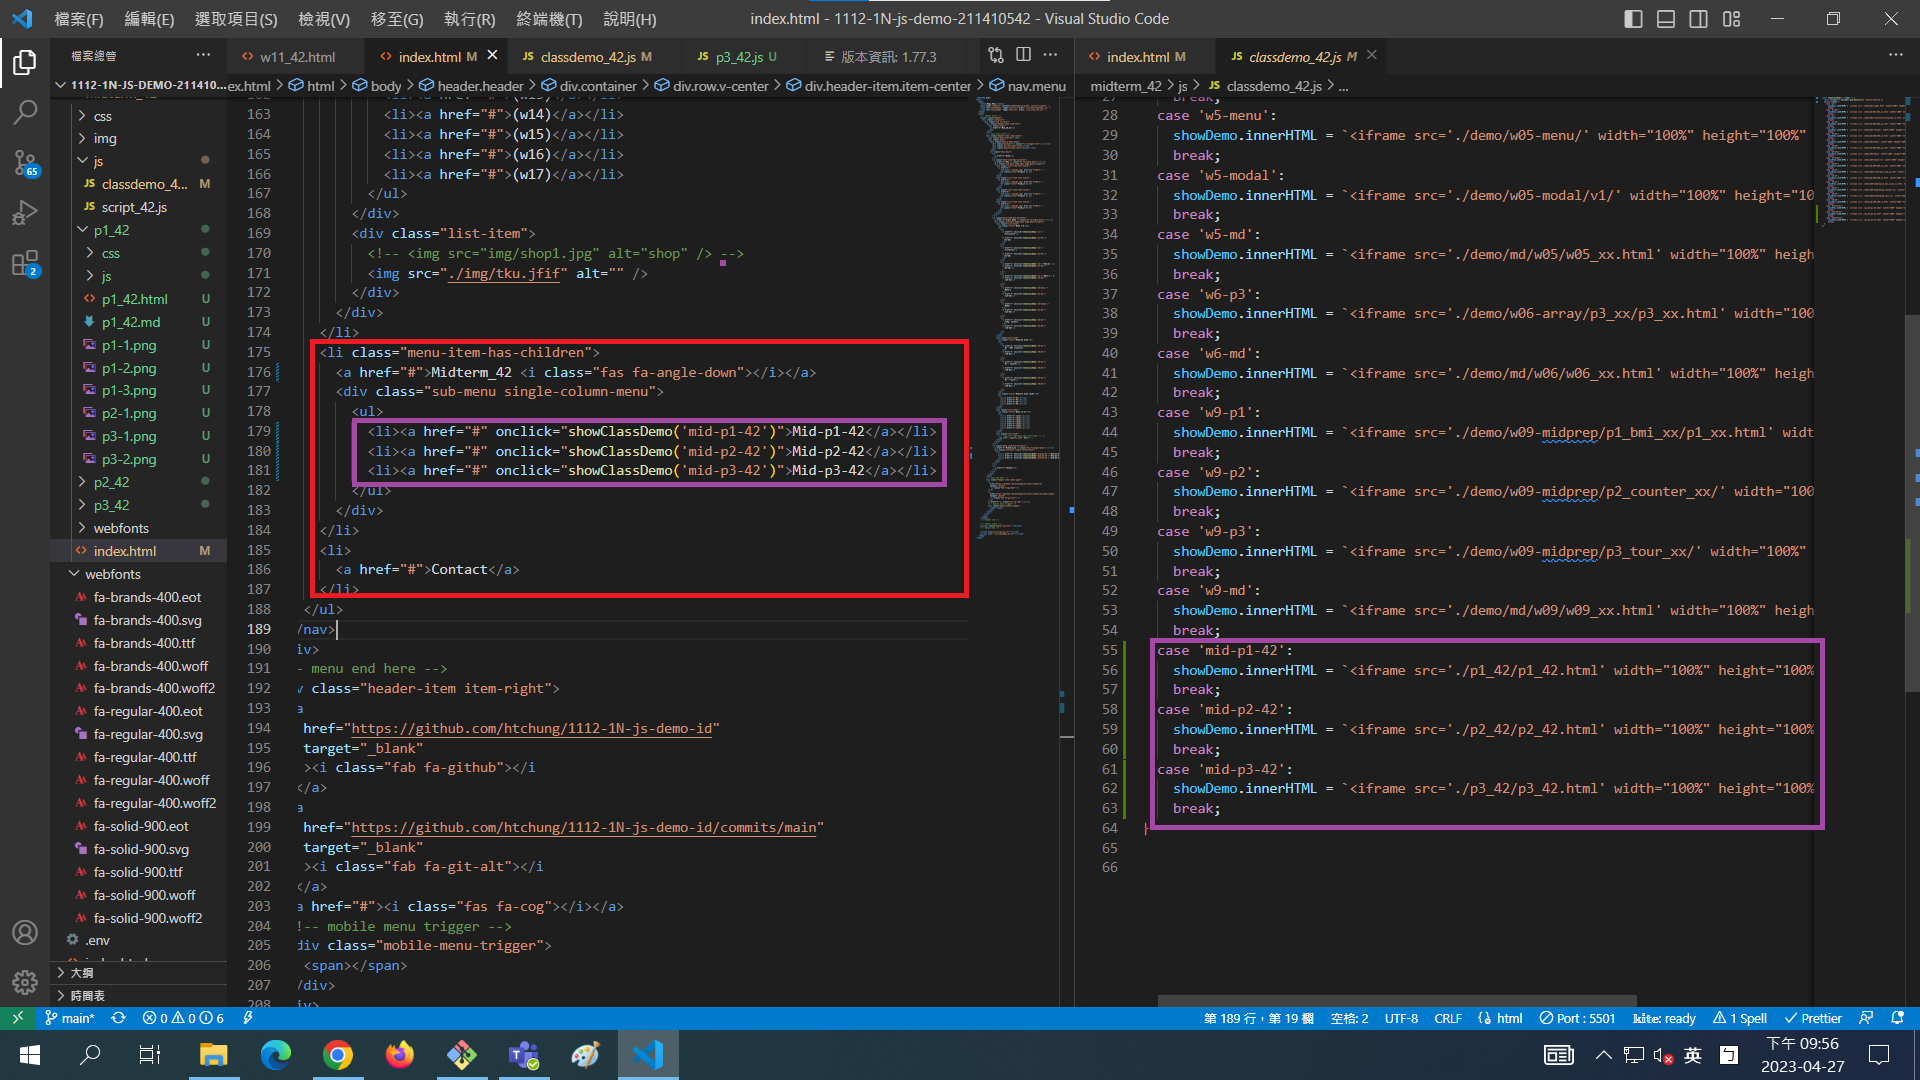 檔案(F) 編輯(E) 選取項目(S) 檢視(V) 移至(G) 執行(R) 終端機(T) 說明(H)
index.html - 1112-1N-js-demo-211410542 - Visual Studio Code
檔案總管
w11_42.html
index.html M
classdemo_42.js M
p3_42.js U
版本資訊: 1.77.3
index.html M
classdemo_42.js M
1112-1N-JS-DEMO-211410...
ex.html > html > body > header.header > div.container > div.row.v-center > div.header-item.item-center > nav.menu
midterm_42 > js > classdemo_42.js > ...
css
img
js
classdemo_4... M
script_42.js
p1_42
css
js
p1_42.html U
p1_42.md U
p1-1.png U
p1-2.png U
p1-3.png U
p2-1.png U
p3-1.png U
p3-2.png U
p2_42
p3_42
webfonts
index.html M
webfonts
fa-brands-400.eot
fa-brands-400.svg
fa-brands-400.ttf
fa-brands-400.woff
fa-brands-400.woff2
fa-regular-400.eot
fa-regular-400.svg
fa-regular-400.ttf
fa-regular-400.woff
fa-regular-400.woff2
fa-solid-900.eot
fa-solid-900.svg
fa-solid-900.ttf
fa-solid-900.woff
fa-solid-900.woff2
.env
大綱
時間表
65
2
163 <li><a href="#">(w14)</a></li>
164 <li><a href="#">(w15)</a></li>
165 <li><a href="#">(w16)</a></li>
166 <li><a href="#">(w17)</a></li>
167 </ul>
168 </div>
169 <div class="list-item">
170 <!-- <img src="img/shop1.jpg" alt="shop" /> -->
171 <img src="./img/tku.jfif" alt="" />
172 </div>
173 </div>
174 </li>
175 <li class="menu-item-has-children">
176 <a href="#">Midterm_42 <i class="fas fa-angle-down"></i></a>
177 <div class="sub-menu single-column-menu">
178 <ul>
179 <li><a href="#" onclick="showClassDemo('mid-p1-42')">Mid-p1-42</a></li>
180 <li><a href="#" onclick="showClassDemo('mid-p2-42')">Mid-p2-42</a></li>
181 <li><a href="#" onclick="showClassDemo('mid-p3-42')">Mid-p3-42</a></li>
182 </ul>
183 </div>
184 </li>
185 <li>
186 <a href="#">Contact</a>
187 </li>
188 </ul>
189 /nav>
190 iv>
191 - menu end here -->
192 v class="header-item item-right">
193 a
194 href="https://github.com/htchung/1112-1N-js-demo-id"
195 target="_blank"
196 ><i class="fab fa-github"></i
197 </a>
198 a
199 href="https://github.com/htchung/1112-1N-js-demo-id/commits/main"
200 target="_blank"
201 ><i class="fab fa-git-alt"></i
202 </a>
203 a href="#"><i class="fas fa-cog"></i></a>
204 !-- mobile menu trigger -->
205 div class="mobile-menu-trigger">
206 <span></span>
207 /div>
208 iv>
27 break;
28 case 'w5-menu':
29 showDemo.innerHTML = `<iframe src='./demo/w05-menu/' width="100%" height="100%"
30 break;
31 case 'w5-modal':
32 showDemo.innerHTML = `<iframe src='./demo/w05-modal/v1/' width="100%" height="10
33 break;
34 case 'w5-md':
35 showDemo.innerHTML = `<iframe src='./demo/md/w05/w05_xx.html' width="100%" heigh
36 break;
37 case 'w6-p3':
38 showDemo.innerHTML = `<iframe src='./demo/w06-array/p3_xx/p3_xx.html' width="100
39 break;
40 case 'w6-md':
41 showDemo.innerHTML = `<iframe src='./demo/md/w06/w06_xx.html' width="100%" heigh
42 break;
43 case 'w9-p1':
44 showDemo.innerHTML = `<iframe src='./demo/w09-midprep/p1_bmi_xx/p1_xx.html' widt
45 break;
46 case 'w9-p2':
47 showDemo.innerHTML = `<iframe src='./demo/w09-midprep/p2_counter_xx/' width="100
48 break;
49 case 'w9-p3':
50 showDemo.innerHTML = `<iframe src='./demo/w09-midprep/p3_tour_xx/' width="100%"
51 break;
52 case 'w9-md':
53 showDemo.innerHTML = `<iframe src='./demo/md/w09/w09_xx.html' width="100%" heigh
54 break;
55 case 'mid-p1-42':
56 showDemo.innerHTML = `<iframe src='./p1_42/p1_42.html' width="100%" height="100%
57 break;
58 case 'mid-p2-42':
59 showDemo.innerHTML = `<iframe src='./p2_42/p2_42.html' width="100%" height="100%
60 break;
61 case 'mid-p3-42':
62 showDemo.innerHTML = `<iframe src='./p3_42/p3_42.html' width="100%" height="100%
63 break;
64 }
65
66
main* 0 0 6
第 189 行，第 19 欄 空格: 2 UTF-8 CRLF html Port : 5501 kite: ready 1 Spell Prettier
英 下午 09:56
2023-04-27